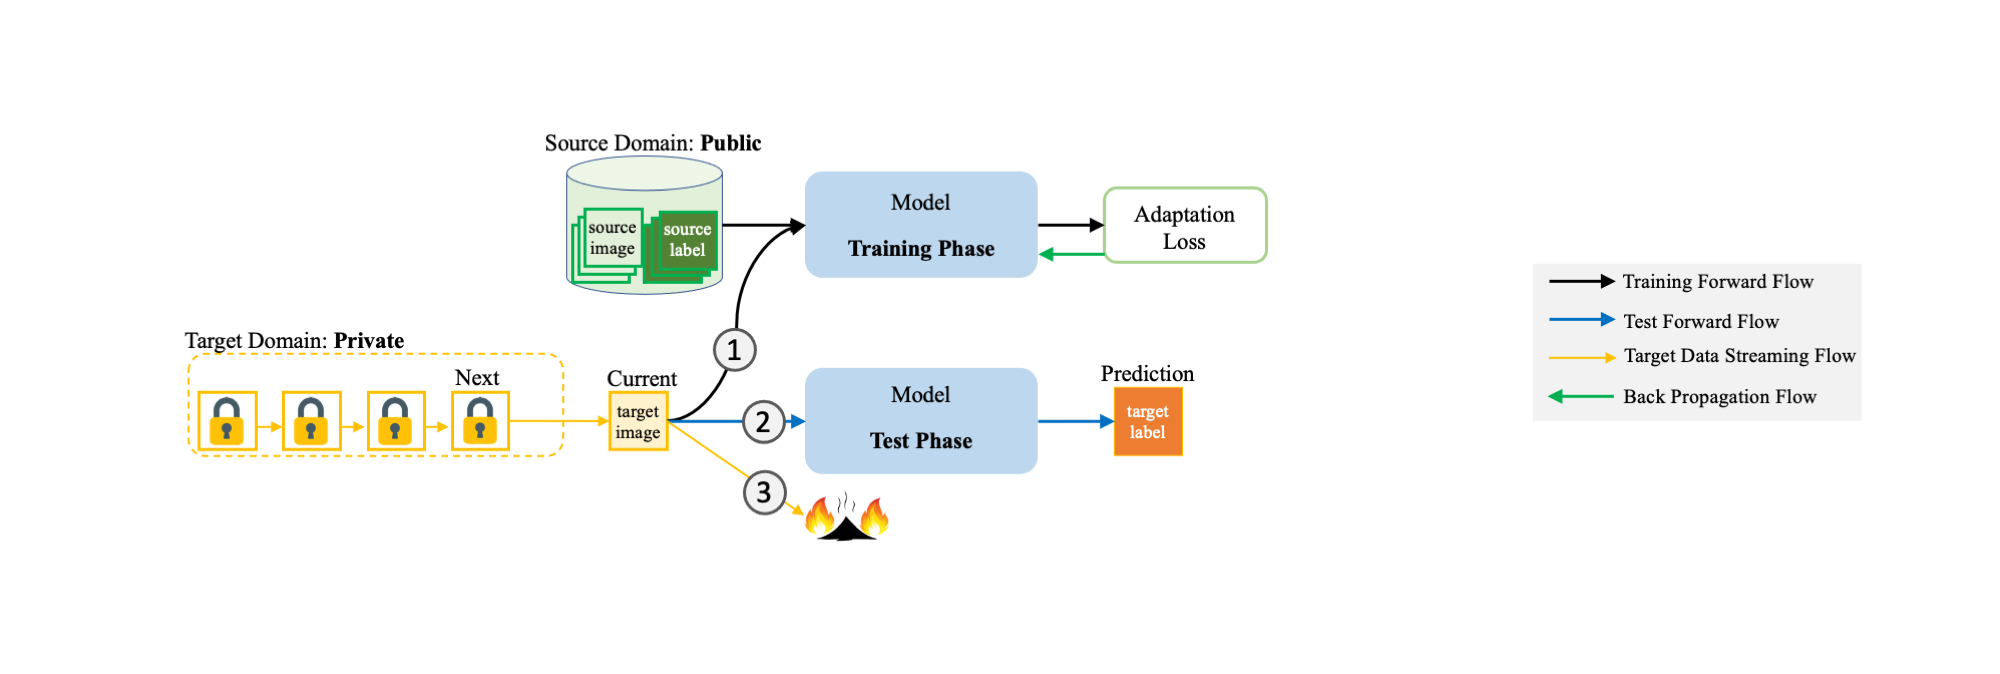 Source Domain: Public
source
image
source
label
Model
Training Phase
Adaptation
Loss
Target Domain: Private
Next
Current
target
image
1
2
3
Model
Test Phase
Prediction
target
label
Training Forward Flow
Test Forward Flow
Target Data Streaming Flow
Back Propagation Flow